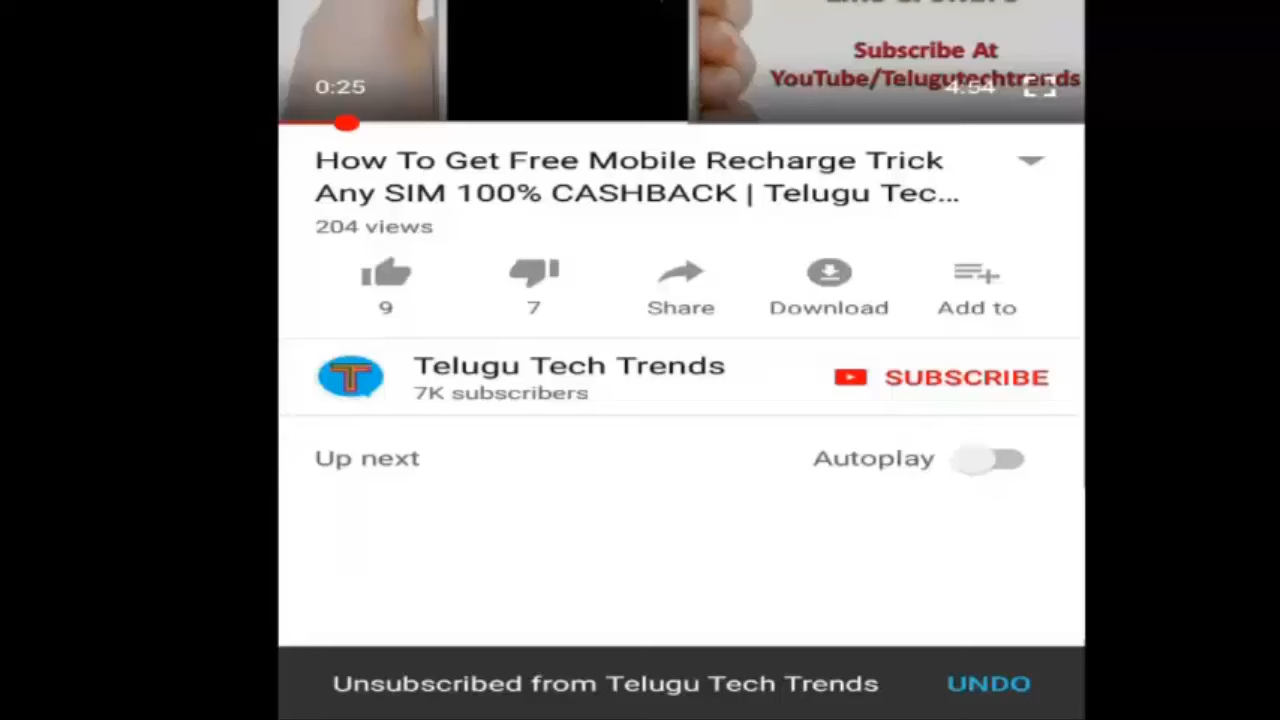 Subscribe At
YouTube/Telugutechtrends
0:25
4:54
How To Get Free Mobile Recharge Trick
Any SIM 100% CASHBACK | Telugu Tec...
204 views
9
7
Share
Download
Add to
T
Telugu Tech Trends
7K subscribers
SUBSCRIBE
Up next
Autoplay
Unsubscribed from Telugu Tech Trends
UNDO